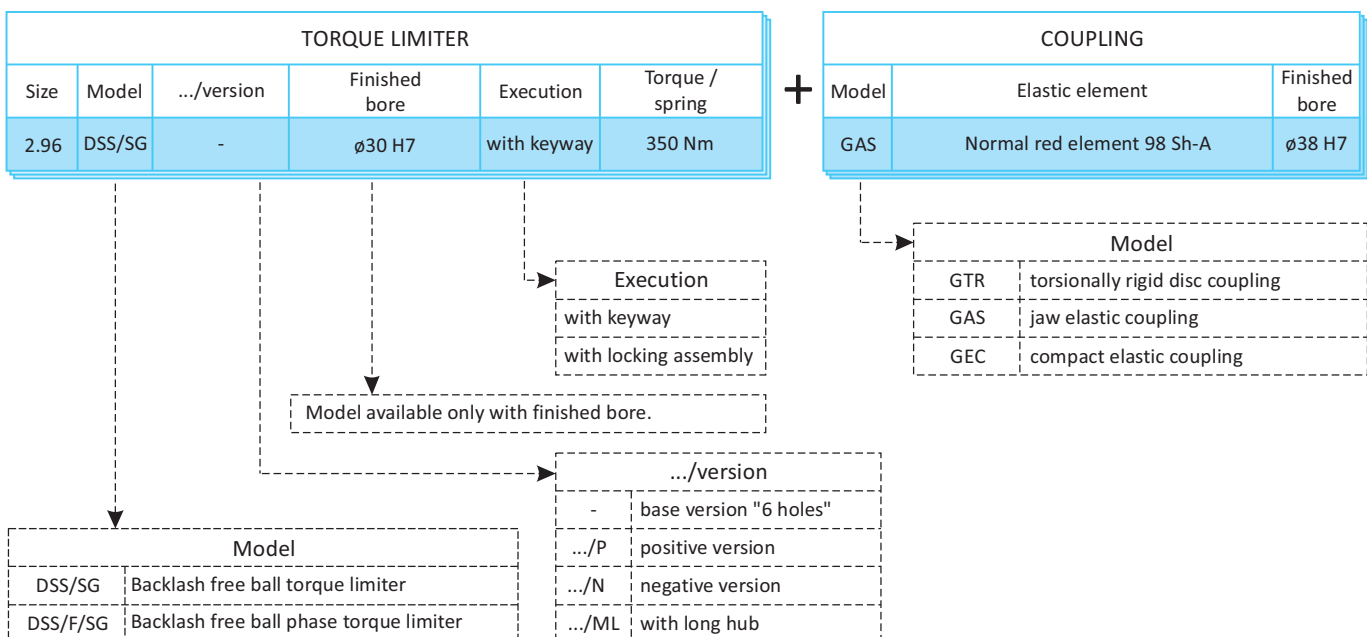 TORQUE LIMITER
Size Model .../version Finished bore Execution Torque / spring
2.96 DSS/SG - ø30 H7 with keyway 350 Nm
+
COUPLING
Model Elastic element Finished bore
GAS Normal red element 98 Sh-A ø38 H7
Model
GTR torsionally rigid disc coupling
GAS jaw elastic coupling
GEC compact elastic coupling
Execution
with keyway
with locking assembly
Model available only with finished bore.
.../version
- base version "6 holes"
.../P positive version
.../N negative version
.../ML with long hub
Model
DSS/SG Backlash free ball torque limiter
DSS/F/SG Backlash free ball phase torque limiter